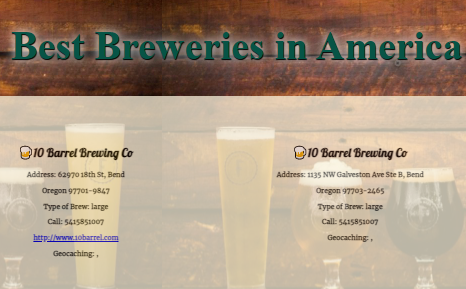 Best Breweries in America
🍺10 Barrel Brewing Co
Address: 62970 18th St, Bend
Oregon 97701-9847
Type of Brew: large
Call: 5415851007
http://www.10barrel.com
Geocaching: ,
🍺10 Barrel Brewing Co
Address: 1135 NW Galveston Ave Ste B, Bend
Oregon 97703-2465
Type of Brew: large
Call: 5415851007
Geocaching: ,